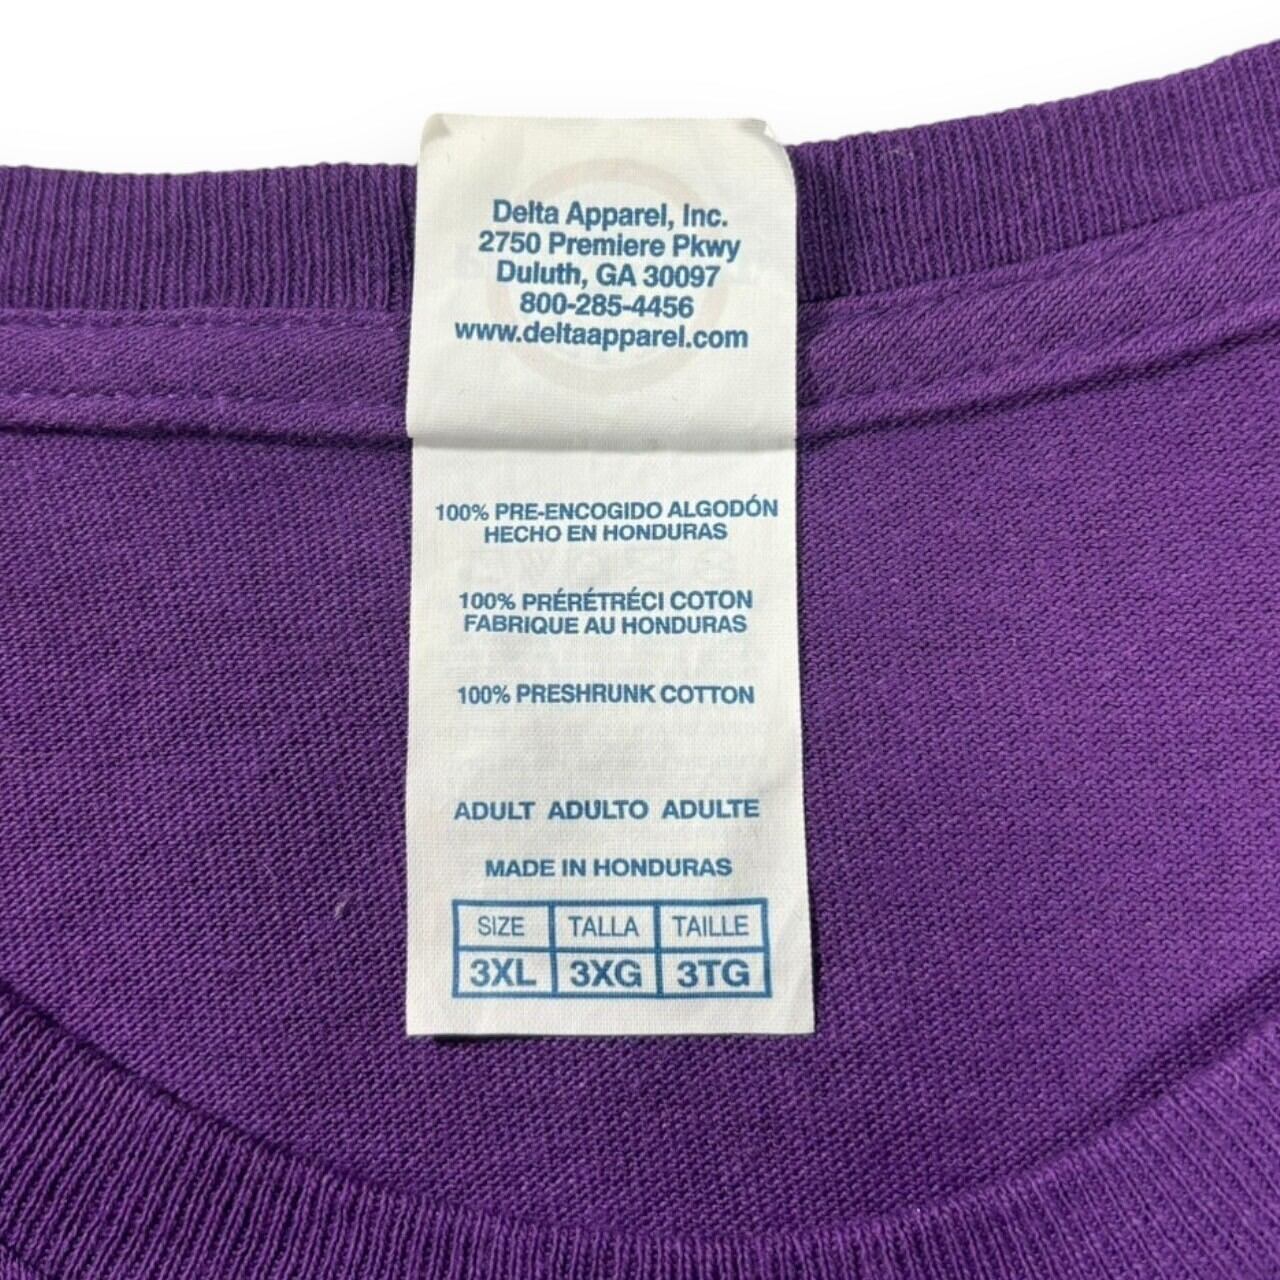 Delta Apparel, Inc.
2750 Premiere Pkwy
Duluth, GA 30097
800-285-4456
www.deltaapparel.com
100% PRE-ENCOGIDO ALGODÓN
HECHO EN HONDURAS
100% PRÉRÉTRÉCI COTON
FABRIQUE AU HONDURAS
100% PRESHRUNK COTTON
ADULT ADULTO ADULTE
MADE IN HONDURAS
SIZE TALLA TAILLE
3XL 3XG 3TG